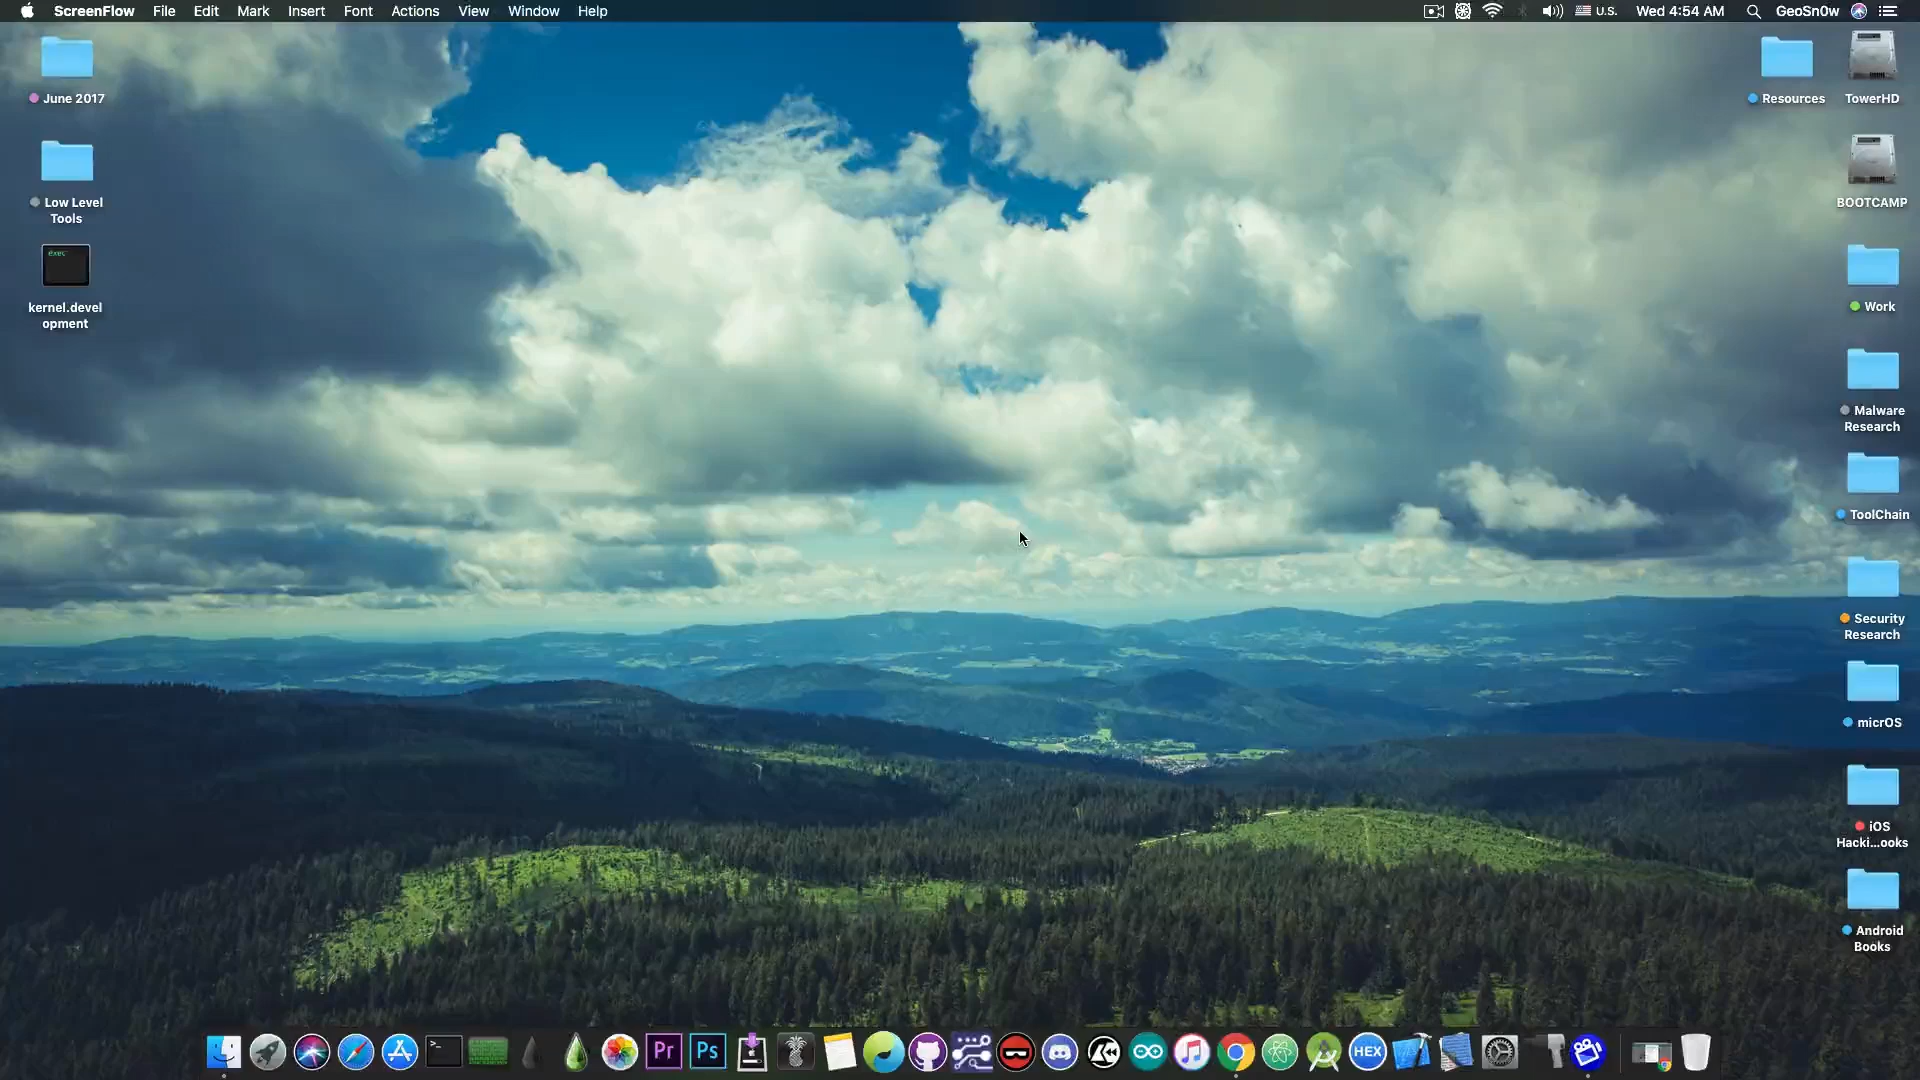 ScreenFlow File Edit Mark Insert Font Actions View Window Help U.S. Wed 4:54 AM GeoSn0w
June 2017
Low Level
Tools
exec
kernel.devel
opment
Resources
TowerHD
BOOTCAMP
Work
Malware
Research
ToolChain
Security
Research
micrOS
iOS
Hacki...ooks
Android
Books
Pr
Ps
HEX